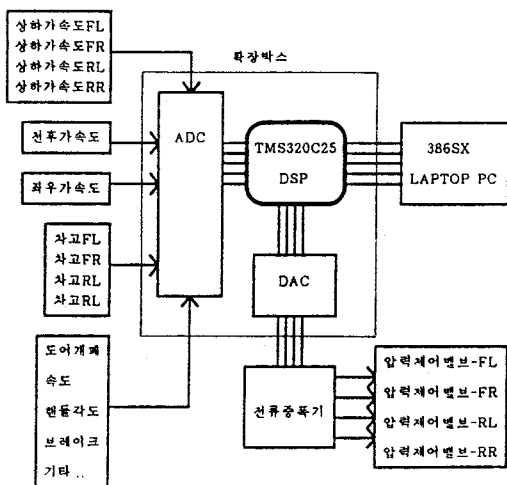 상하가속도FL
상하가속도FR
상하가속도RL
상하가속도RR
확장박스
전후가속도
좌우가속도
ADC
TMS320C25
DSP
386SX
LAPTOP PC
차고FL
차고FR
차고RL
차고RL
DAC
도어개폐
속도
핸들각도
브레이크
기타 ..
전류증폭기
압력제어벨브-FL
압력제어벨브-FR
압력제어벨브-RL
압력제어벨브-RR